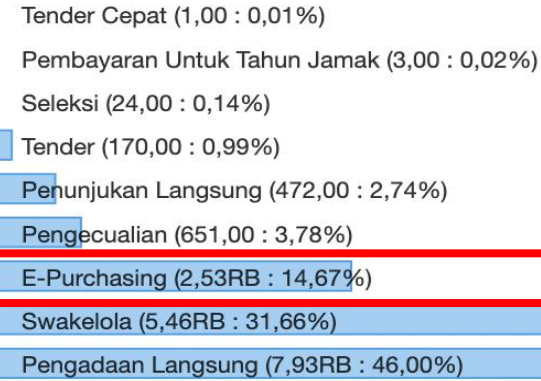 Tender Cepat (1,00 : 0,01%)
Pembayaran Untuk Tahun Jamak (3,00 : 0,02%)
Seleksi (24,00 : 0,14%)
Tender (170,00 : 0,99%)
Penunjukan Langsung (472,00 : 2,74%)
Pengecualian (651,00 : 3,78%)
E-Purchasing (2,53RB : 14,67%)
Swakelola (5,46RB : 31,66%)
Pengadaan Langsung (7,93RB : 46,00%)